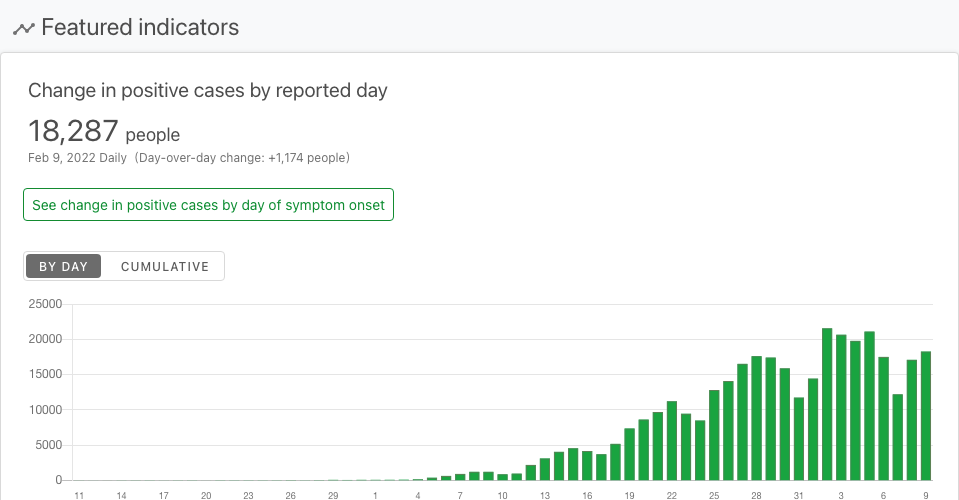 Featured indicators
Change in positive cases by reported day
18,287 people
Feb 9, 2022 Daily (Day-over-day change: +1,174 people)
See change in positive cases by day of symptom onset
BY DAY CUMULATIVE
25000
20000
15000
10000
5000
0
11 14 17 20 23 26 29 1 4 7 10 13 16 19 22 25 28 31 3 6 9